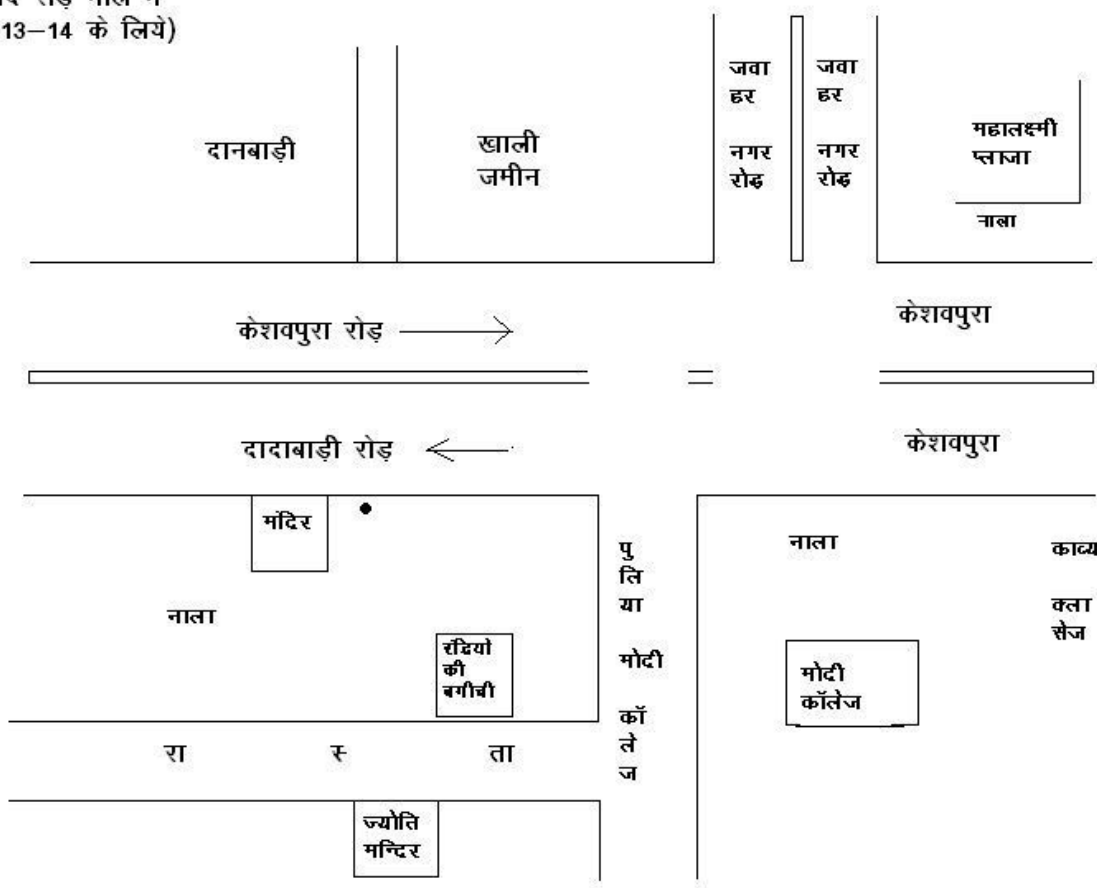 रोड़
13–14 के लिये)
दानबाड़ी
खाली
जमीन
जवा
हर
नगर
रोड़
जवा
हर
नगर
रोड़
महालक्ष्मी
प्लाजा
नाला
केशवपुरा रोड़
केशवपुरा
दादाबाड़ी रोड़
केशवपुरा
मंदिर
नाला
रंडियो
की
बगीची
पु
लि
या
मोदी
कॉ
ले
ज
नाला
काव्य
क्ला
सेज
मोदी
कॉलेज
रा स् ता
ज्योति
मन्दिर